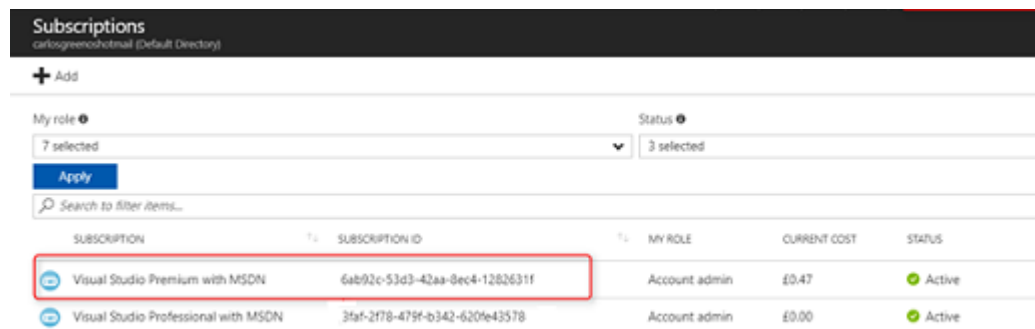 Subscriptions
carlosgreenoshotmail (Default Directory)
Add
My role Status
7 selected 3 selected
Apply
Search to filter items...
SUBSCRIPTION SUBSCRIPTION ID MY ROLE CURRENT COST STATUS
Visual Studio Premium with MSDN 6ab92c-53d3-42aa-8ec4-1282631f Account admin £0.47 Active
Visual Studio Professional with MSDN 3faf-2f78-479f-b342-620fe43578 Account admin £0.00 Active